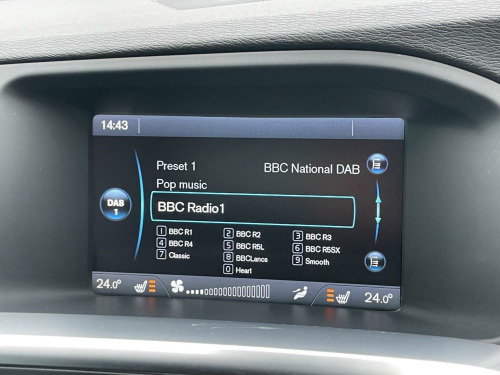 14:43
Preset 1
BBC National DAB
Pop music
DAB
1
BBC Radio1
1 BBC R1 2 BBC R2 3 BBC R3
4 BBC R4 5 BBC R5L 6 BBC R5SX
7 Classic 8 BBCLancs 9 Smooth
0 Heart
24.0° 24.0°